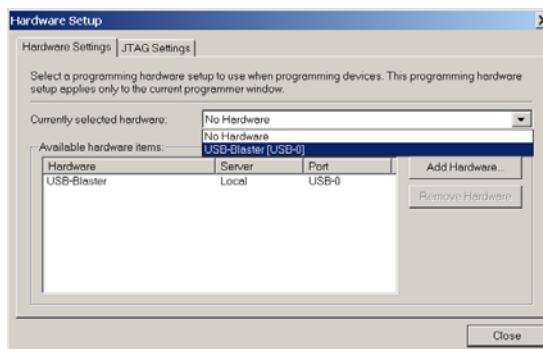 Hardware Setup
Hardware Settings JTAG Settings
Select a programming hardware setup to use when programming devices. This programming hardware
setup applies only to the current programmer window.
Currently selected hardware: No Hardware
No Hardware
USB-Blaster [USB-0]
Available hardware items:
Hardware Server Port
USB-Blaster Local USB-0
Add Hardware...
Remove Hardware
Close